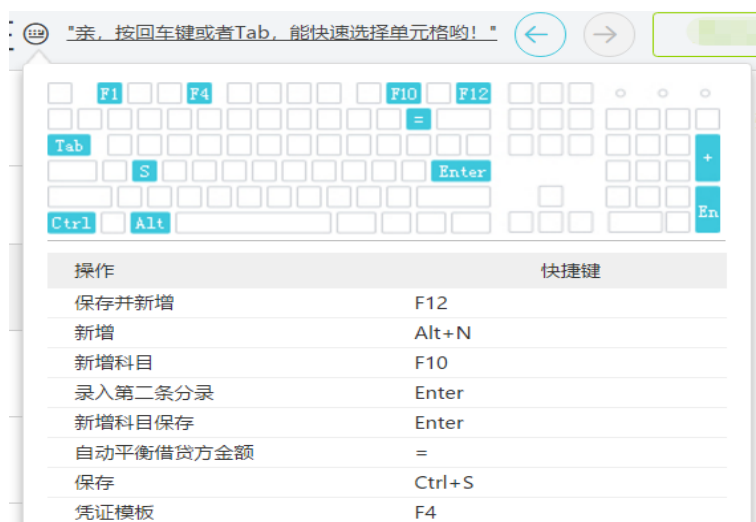 "亲，按回车键或者Tab，能快速选择单元格哟！"
F1 F4 F10 F12
=
Tab
+
S Enter
En
Ctrl Alt
操作 快捷键
保存并新增 F12
新增 Alt+N
新增科目 F10
录入第二条分录 Enter
新增科目保存 Enter
自动平衡借贷方金额 =
保存 Ctrl+S
凭证模板 F4